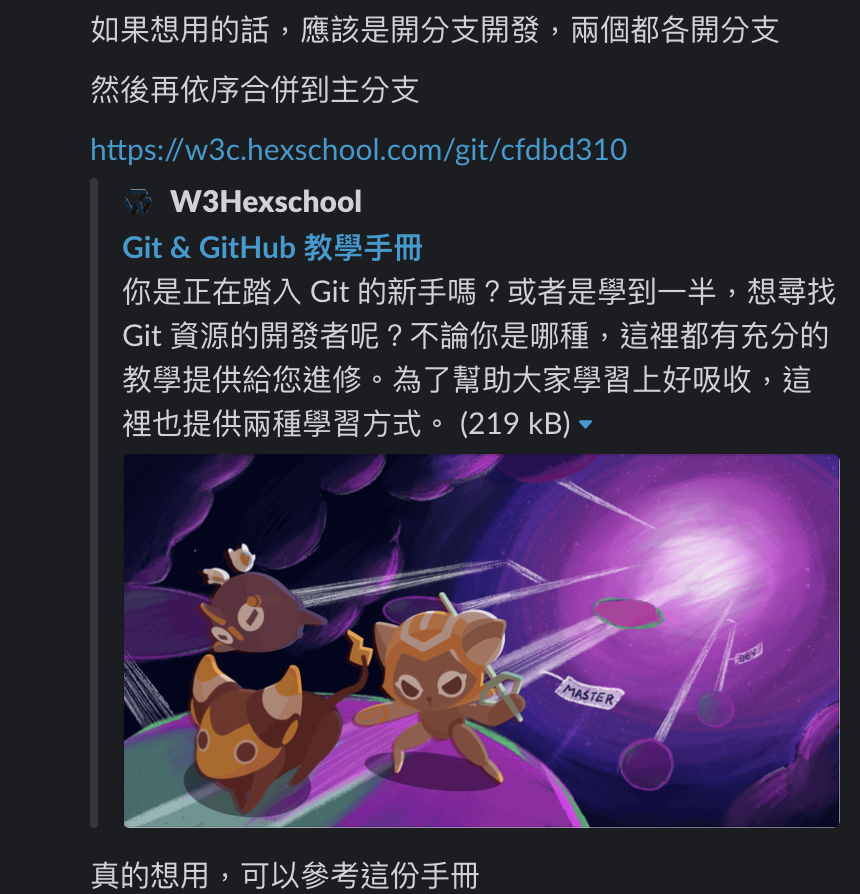 如果想用的話，應該是開分支開發，兩個都各開分支
然後再依序合併到主分支
https://w3c.hexschool.com/git/cfdbd310
W3Hexschool
Git & GitHub 教學手冊
你是正在踏入 Git 的新手嗎？或者是學到一半，想尋找
Git 資源的開發者呢？不論你是哪種，這裡都有充分的
教學提供給您進修。為了幫助大家學習上好吸收，這
裡也提供兩種學習方式。 (219 kB)
DEV
MASTER
真的想用，可以參考這份手冊